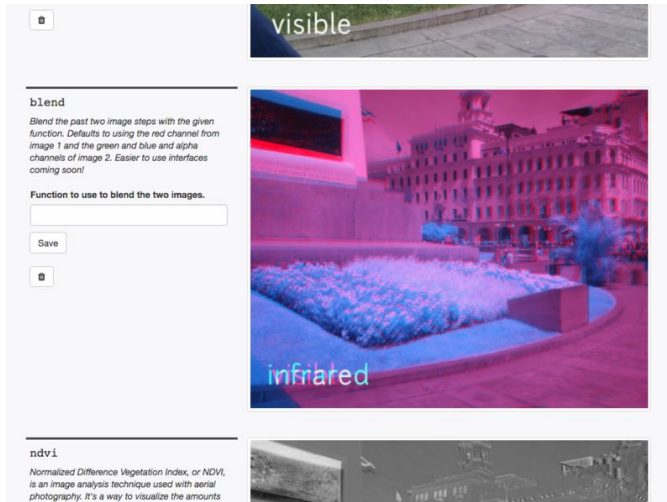 visible
blend
Blend the past two image steps with the given
function. Defaults to using the red channel from
image 1 and the green and blue and alpha
channels of image 2. Easier to use interfaces
coming soon!
Function to use to blend the two images.
Save
infrared
ndvi
Normalized Difference Vegetation Index, or NDVI,
is an image analysis technique used with aerial
photography. It's a way to visualize the amounts